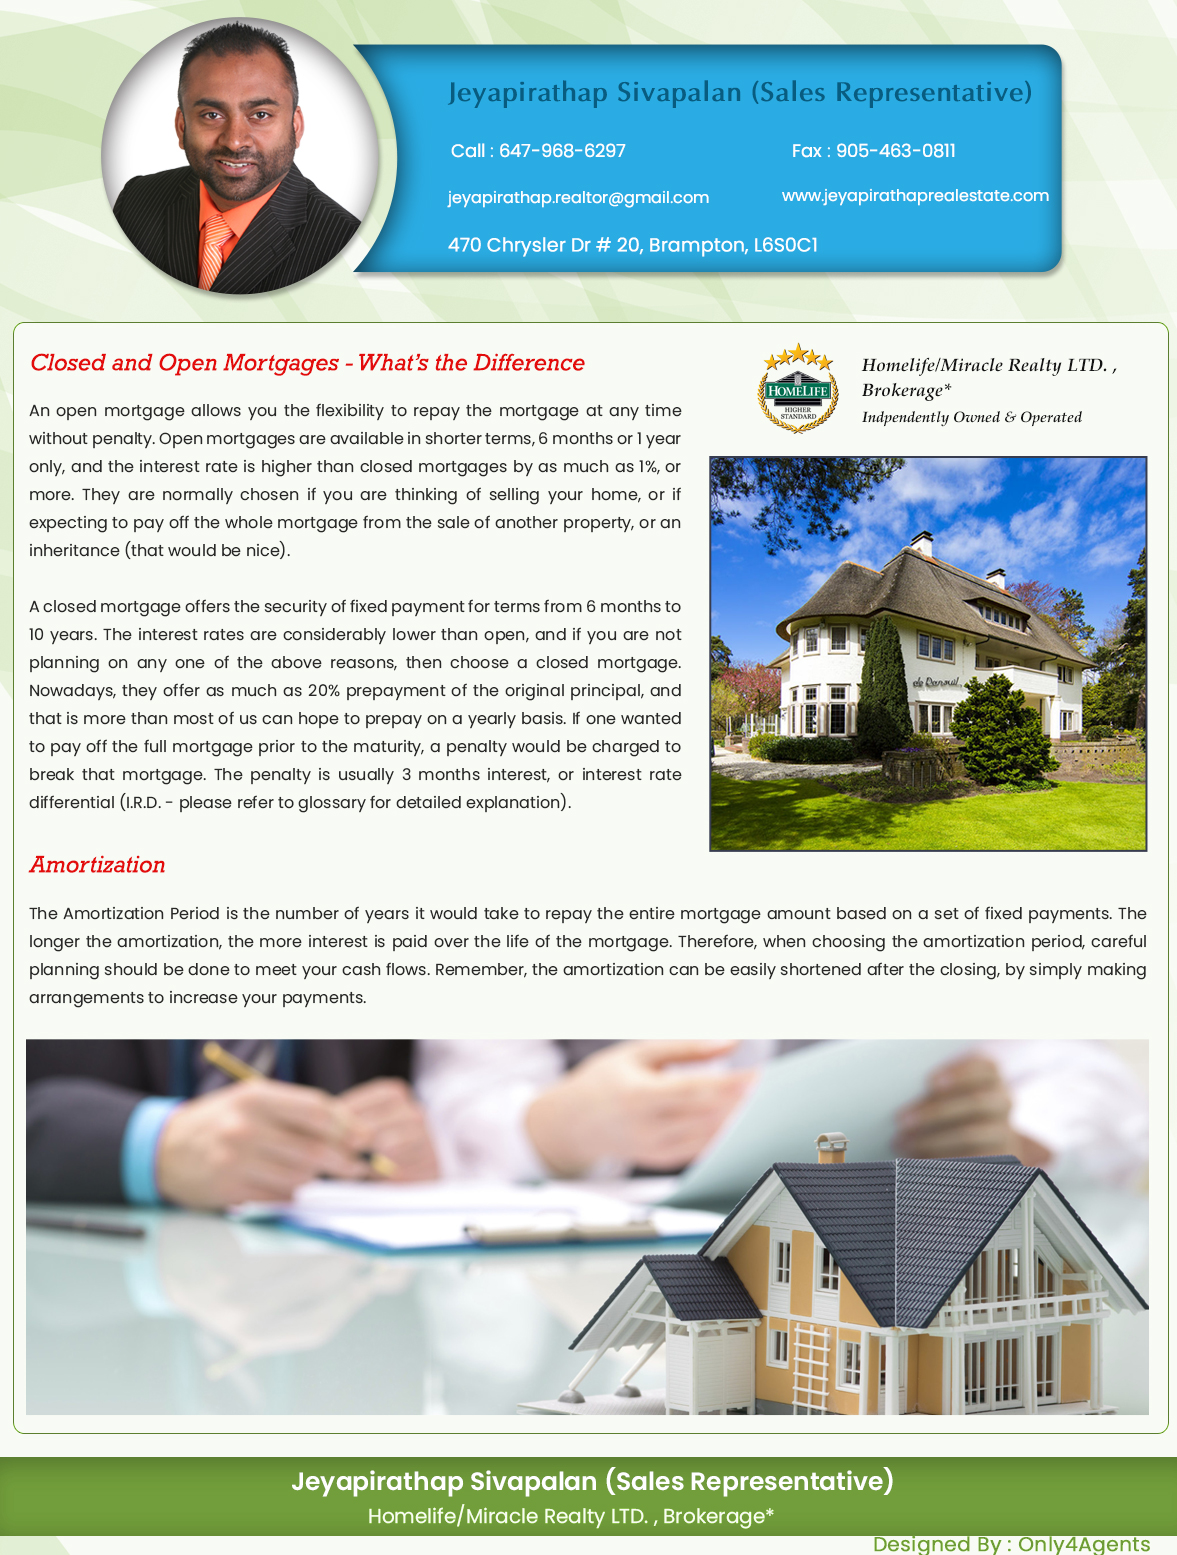 Jeyapirathap Sivapalan (Sales Representative)
Call : 647-968-6297
Fax : 905-463-0811
jeyapirathap.realtor@gmail.com
www.jeyapirathaprealestate.com
470 Chrysler Dr # 20, Brampton, L6S0C1
Closed and Open Mortgages - What's the Difference
An open mortgage allows you the flexibility to repay the mortgage at any time
without penalty. Open mortgages are available in shorter terms, 6 months or 1 year
only, and the interest rate is higher than closed mortgages by as much as 1%, or
more. They are normally chosen if you are thinking of selling your home, or if
expecting to pay off the whole mortgage from the sale of another property, or an
inheritance (that would be nice).
A closed mortgage offers the security of fixed payment for terms from 6 months to
10 years. The interest rates are considerably lower than open, and if you are not
planning on any one of the above reasons, then choose a closed mortgage.
Nowadays, they offer as much as 20% prepayment of the original principal, and
that is more than most of us can hope to prepay on a yearly basis. If one wanted
to pay off the full mortgage prior to the maturity, a penalty would be charged to
break that mortgage. The penalty is usually 3 months interest, or interest rate
differential (I.R.D. - please refer to glossary for detailed explanation).
HOMELIFE
HIGHER
STANDARD
Homelife/Miracle Realty LTD. ,
Brokerage*
Indpendently Owned & Operated
Amortization
The Amortization Period is the number of years it would take to repay the entire mortgage amount based on a set of fixed payments. The
longer the amortization, the more interest is paid over the life of the mortgage. Therefore, when choosing the amortization period, careful
planning should be done to meet your cash flows. Remember, the amortization can be easily shortened after the closing, by simply making
arrangements to increase your payments.
Jeyapirathap Sivapalan (Sales Representative)
Homelife/Miracle Realty LTD. , Brokerage*
Designed By : Only4Agents